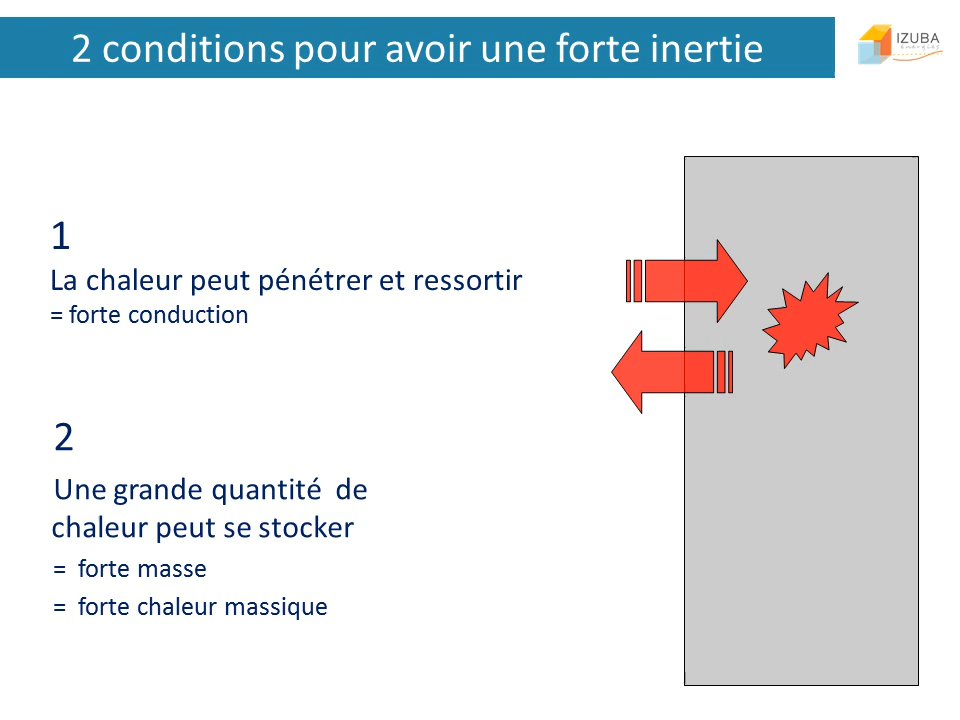 2 conditions pour avoir une forte inertie
IZUBA
énergies
1
La chaleur peut pénétrer et ressortir
= forte conduction
2
Une grande quantité de
chaleur peut se stocker
= forte masse
= forte chaleur massique